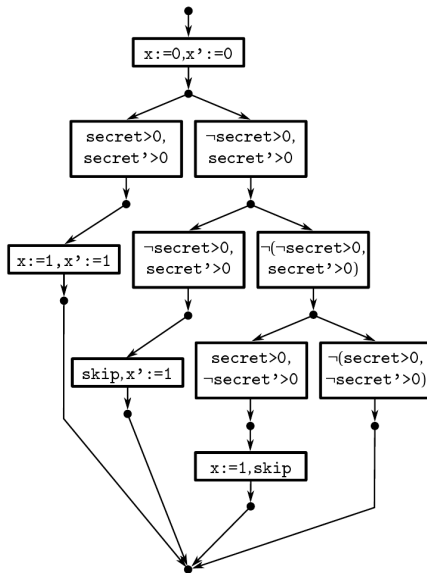 x:=0,x':=0
secret>0,
secret'>0
¬secret>0,
secret'>0
x:=1,x':=1
¬secret>0,
secret'>0
¬(¬secret>0,
secret'>0)
skip,x':=1
secret>0,
¬secret'>0
¬(secret>0,
¬secret'>0)
x:=1,skip